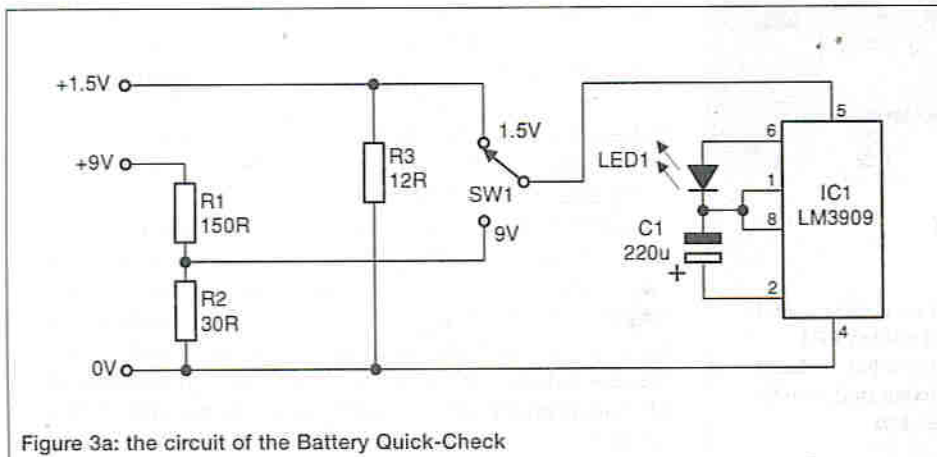 +1.5V
5
1.5V
6
+9V
R3
12R
LED1
R1
150R
SW1
1
IC1
LM3909
8
9V
C1
220u
+
R2
30R
2
4
0V
Figure 3a: the circuit of the Battery Quick-Check